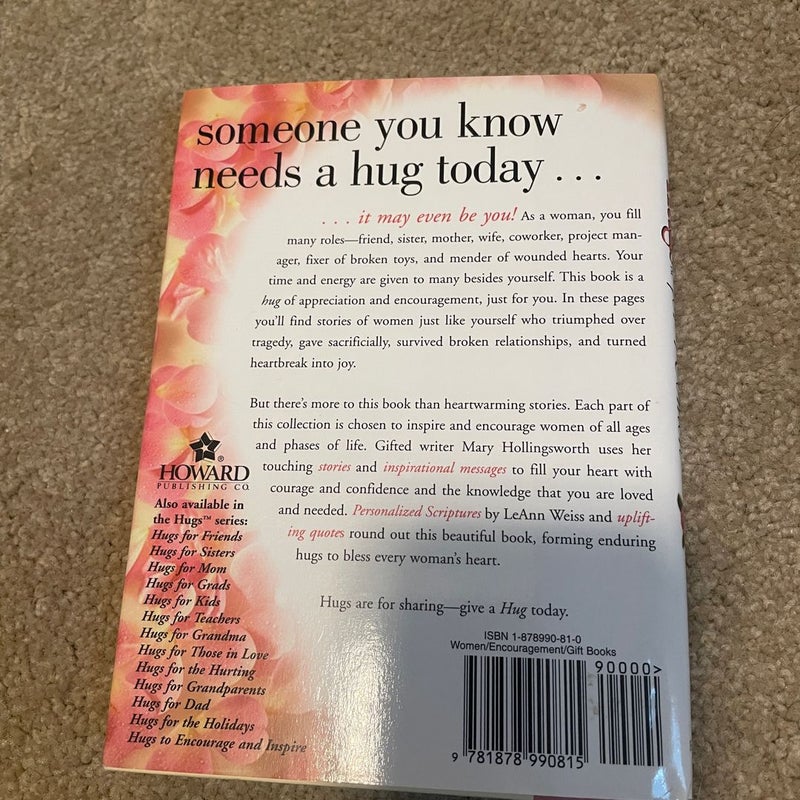 someone you know
needs a hug today . . .
. . . it may even be you! As a woman, you fill
many roles—friend, sister, mother, wife, coworker, project man-
ager, fixer of broken toys, and mender of wounded hearts. Your
time and energy are given to many besides yourself. This book is a
hug of appreciation and encouragement, just for you. In these pages
you'll find stories of women just like yourself who triumphed over
tragedy, gave sacrificially, survived broken relationships, and turned
heartbreak into joy.
But there's more to this book than heartwarming stories. Each part of
this collection is chosen to inspire and encourage women of all ages
and phases of life. Gifted writer Mary Hollingsworth uses her
touching stories and inspirational messages to fill your heart with
courage and confidence and the knowledge that you are loved
and needed. Personalized Scriptures by LeAnn Weiss and uplift-
ing quotes round out this beautiful book, forming enduring
hugs to bless every woman's heart.
Hugs are for sharing—give a Hug today.
HOWARD®
PUBLISHING CO.
Also available in
the Hugs™ series:
Hugs for Friends
Hugs for Sisters
Hugs for Mom
Hugs for Grads
Hugs for Kids
Hugs for Teachers
Hugs for Grandma
Hugs for Those in Love
Hugs for the Hurting
Hugs for Grandparents
Hugs for Dad
Hugs for the Holidays
Hugs to Encourage and Inspire
ISBN 1-878990-81-0
Women/Encouragement/Gift Books
90000>
9 781878 990815